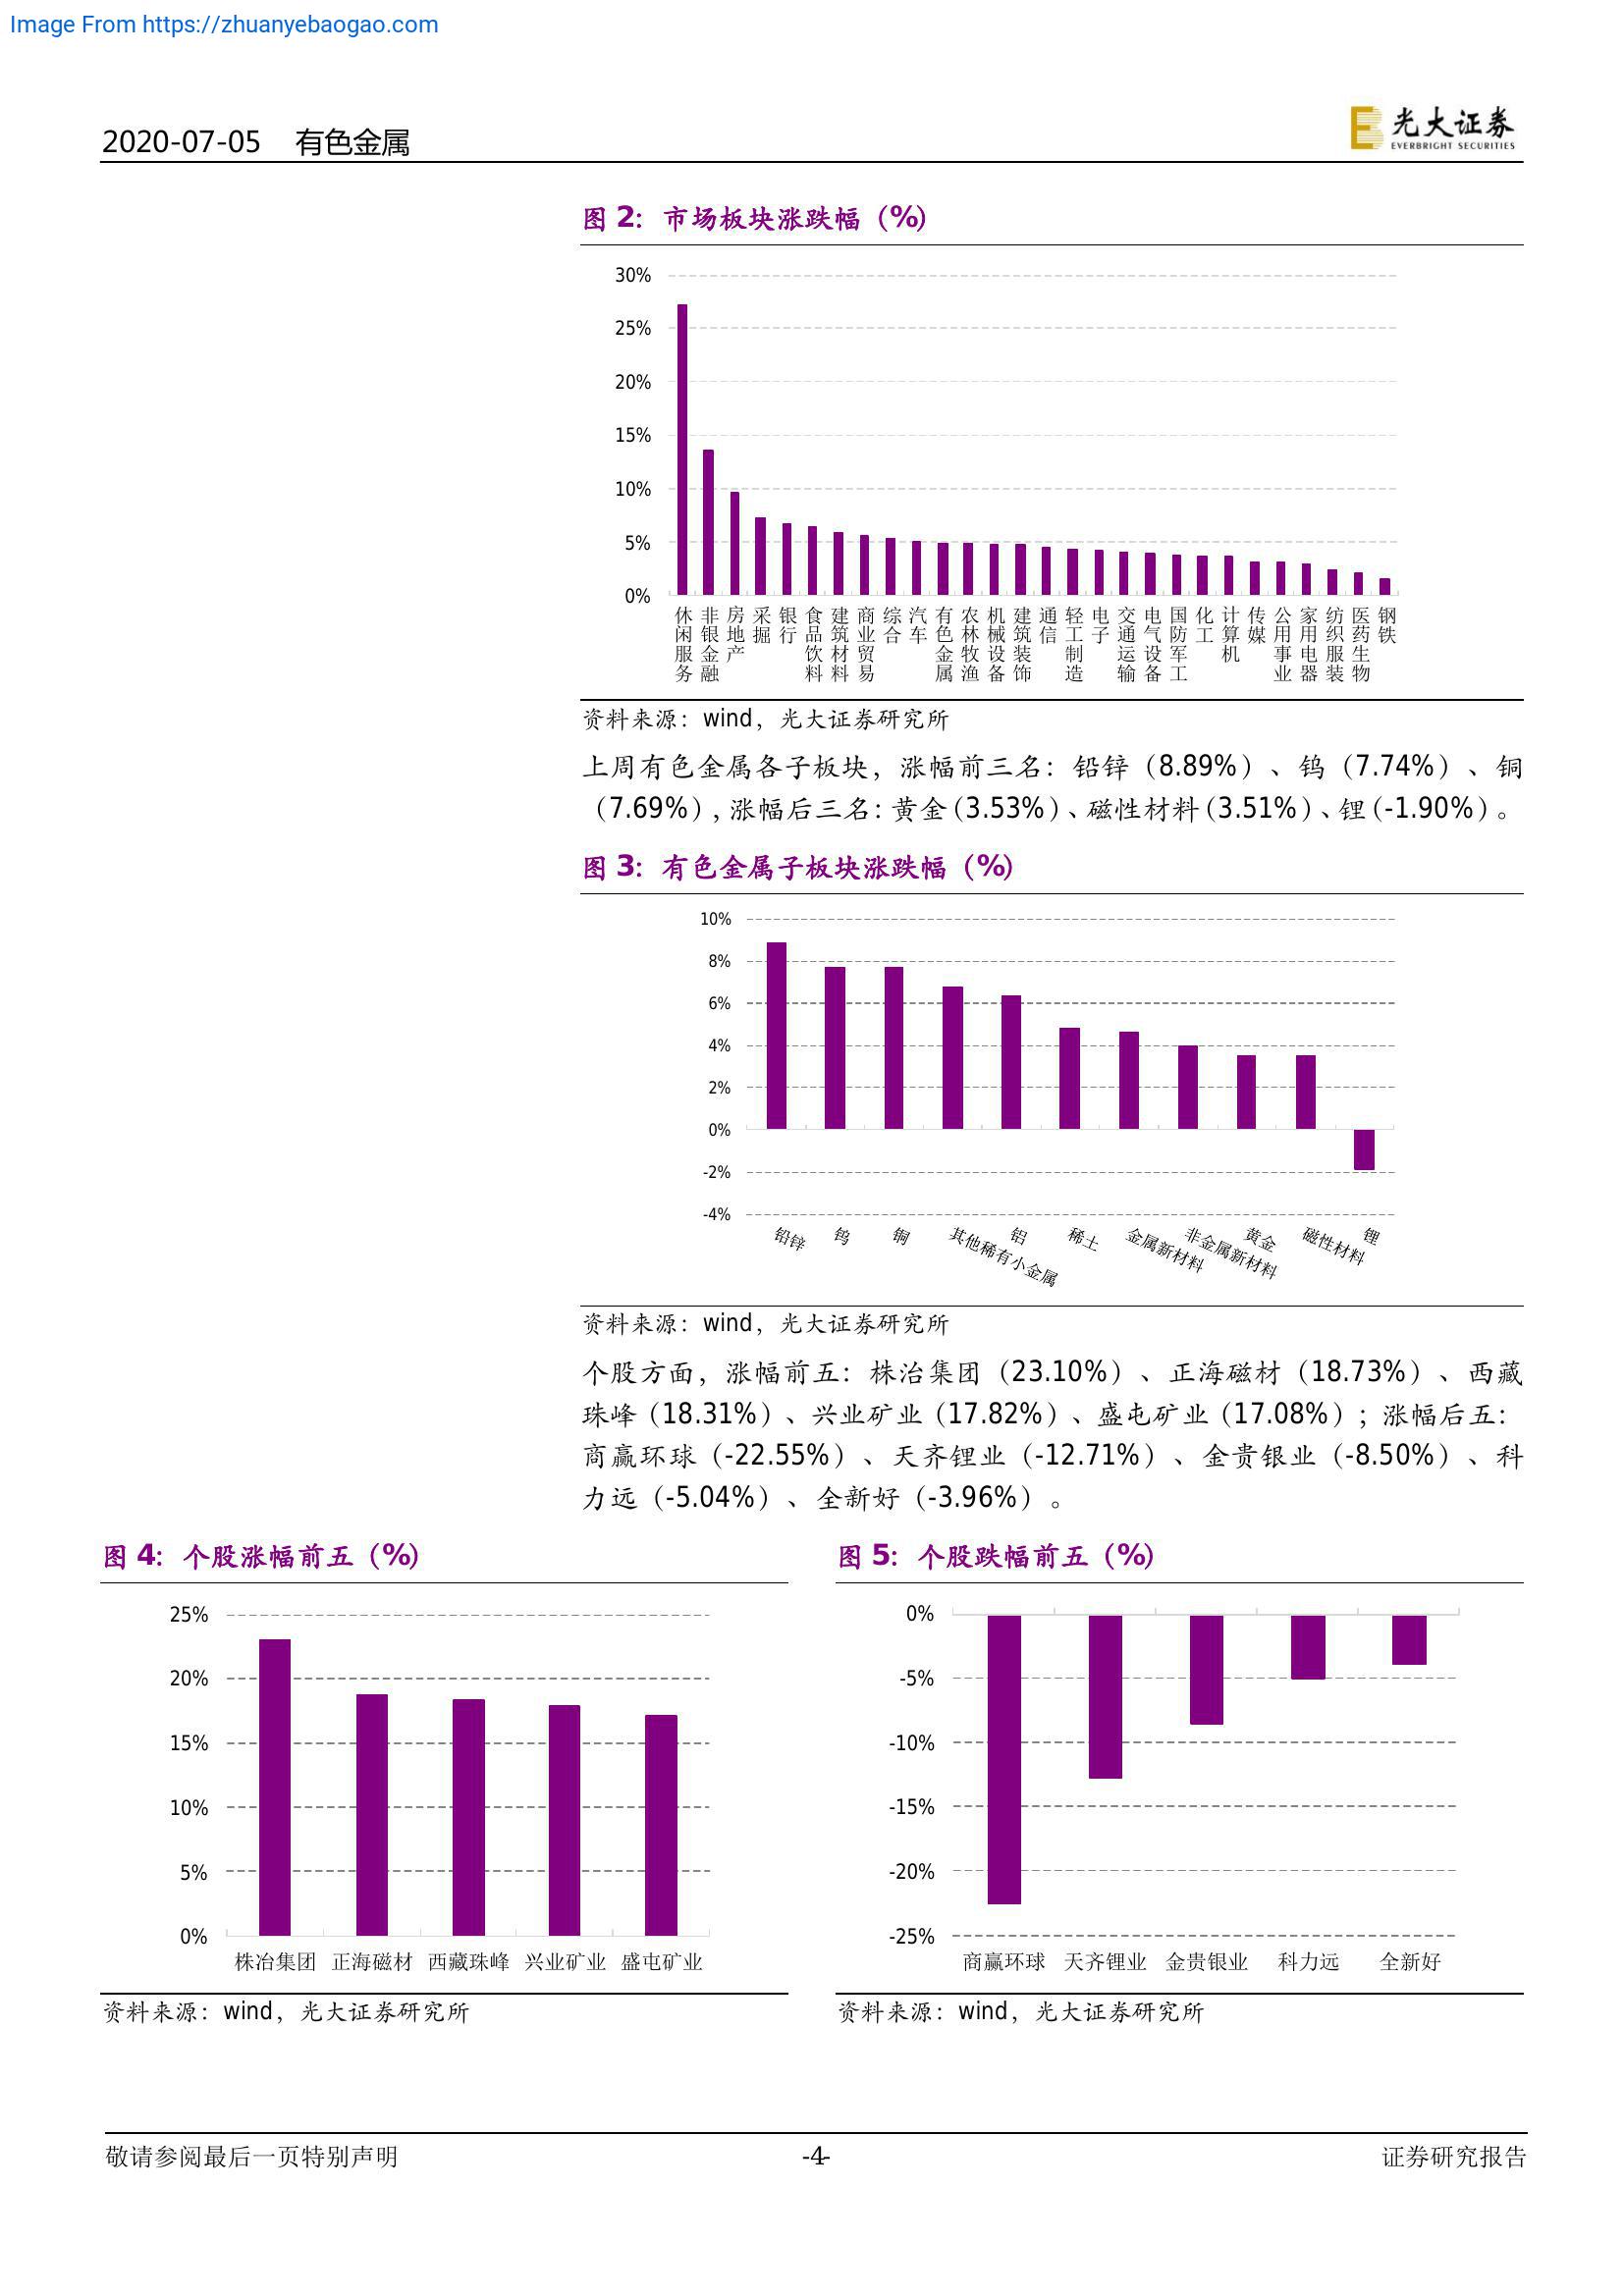 Image From https://zhuanyebaogao.com
2020-07-05 有色金属
光大证券
EVERBRIGHT SECURITIES
图 2：市场板块涨跌幅（%）
30%
25%
20%
15%
10%
5%
0%
休闲服务 非银金融 房地产 采掘 银行 食品饮料 建筑材料 商业贸易 综合 汽车 有色金属 农林牧渔 机械设备 建筑装饰 通信 轻工制造 电子 交通运输 电气设备 国防军工 化工 计算机 传媒 公用事业 家用电器 纺织服装 医药生物 钢铁
资料来源：wind，光大证券研究所
上周有色金属各子板块，涨幅前三名：铅锌（8.89%）、钨（7.74%）、铜
（7.69%），涨幅后三名：黄金（3.53%）、磁性材料（3.51%）、锂（-1.90%）。
图 3：有色金属子板块涨跌幅（%）
10%
8%
6%
4%
2%
0%
-2%
-4%
铅锌 钨 铜 其他稀有小金属 铝 稀土 金属新材料 非金属新材料 黄金 磁性材料 锂
资料来源：wind，光大证券研究所
个股方面，涨幅前五：株冶集团（23.10%）、正海磁材（18.73%）、西藏
珠峰（18.31%）、兴业矿业（17.82%）、盛屯矿业（17.08%）；涨幅后五：
商赢环球（-22.55%）、天齐锂业（-12.71%）、金贵银业（-8.50%）、科
力远（-5.04%）、全新好（-3.96%）。
图 4：个股涨幅前五（%）
25%
20%
15%
10%
5%
0%
株冶集团 正海磁材 西藏珠峰 兴业矿业 盛屯矿业
资料来源：wind，光大证券研究所
图 5：个股跌幅前五（%）
0%
-5%
-10%
-15%
-20%
-25%
商赢环球 天齐锂业 金贵银业 科力远 全新好
资料来源：wind，光大证券研究所
敬请参阅最后一页特别声明 -4- 证券研究报告